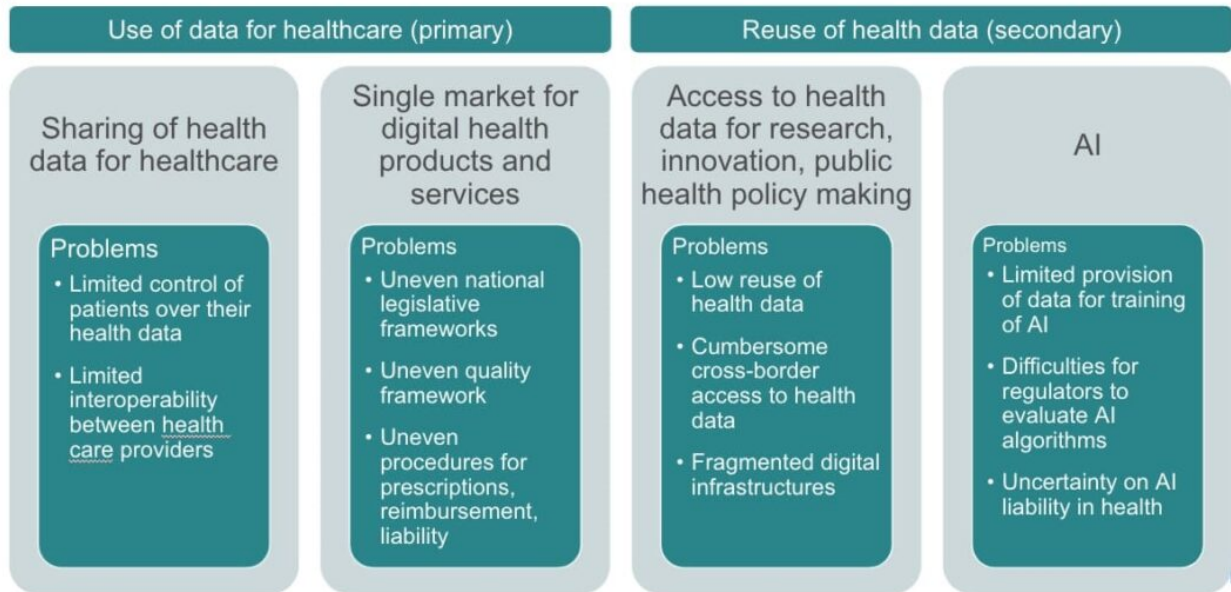 Use of data for healthcare (primary)
Reuse of health data (secondary)
Sharing of health
data for healthcare
Problems
• Limited control of
patients over their
health data
• Limited
interoperability
between health
care providers
Single market for
digital health
products and
services
Problems
• Uneven national
legislative
frameworks
• Uneven quality
framework
• Uneven
procedures for
prescriptions,
reimbursement,
liability
Access to health
data for research,
innovation, public
health policy making
Problems
• Low reuse of
health data
• Cumbersome
cross-border
access to health
data
• Fragmented digital
infrastructures
AI
Problems
• Limited provision
of data for training
of AI
• Difficulties for
regulators to
evaluate AI
algorithms
• Uncertainty on AI
liability in health